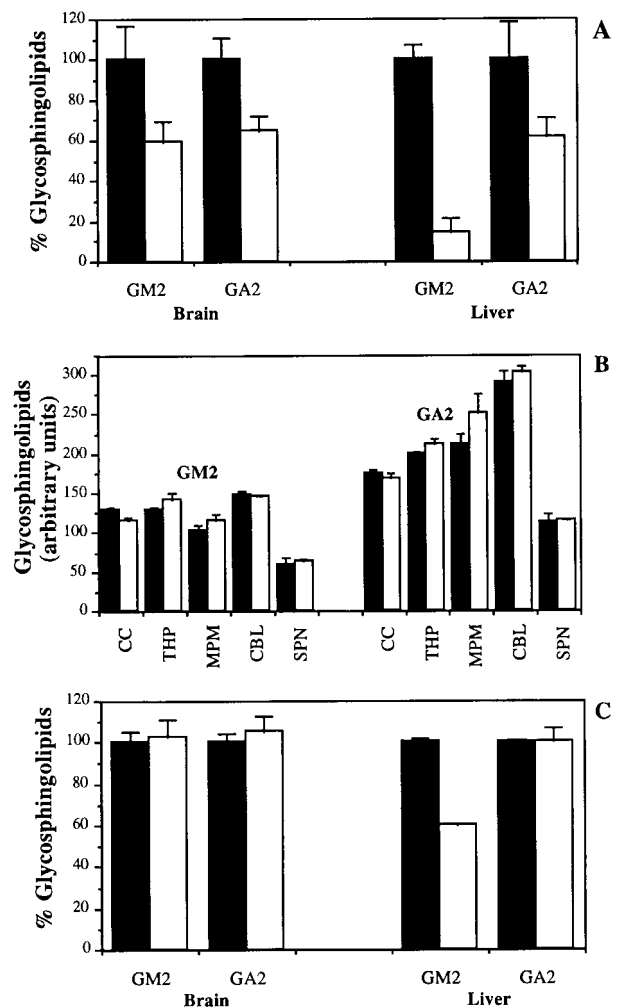 A
% Glycosphingolipids
120
100
80
60
40
20
0
GM2 GA2 GM2 GA2
Brain Liver
B
Glycosphingolipids
(arbitrary units)
300
250
200
150
100
50
0
GM2
GA2
CC THP MPM CBL SPN CC THP MPM CBL SPN
C
% Glycosphingolipids
120
100
80
60
40
20
0
GM2 GA2 GM2 GA2
Brain Liver